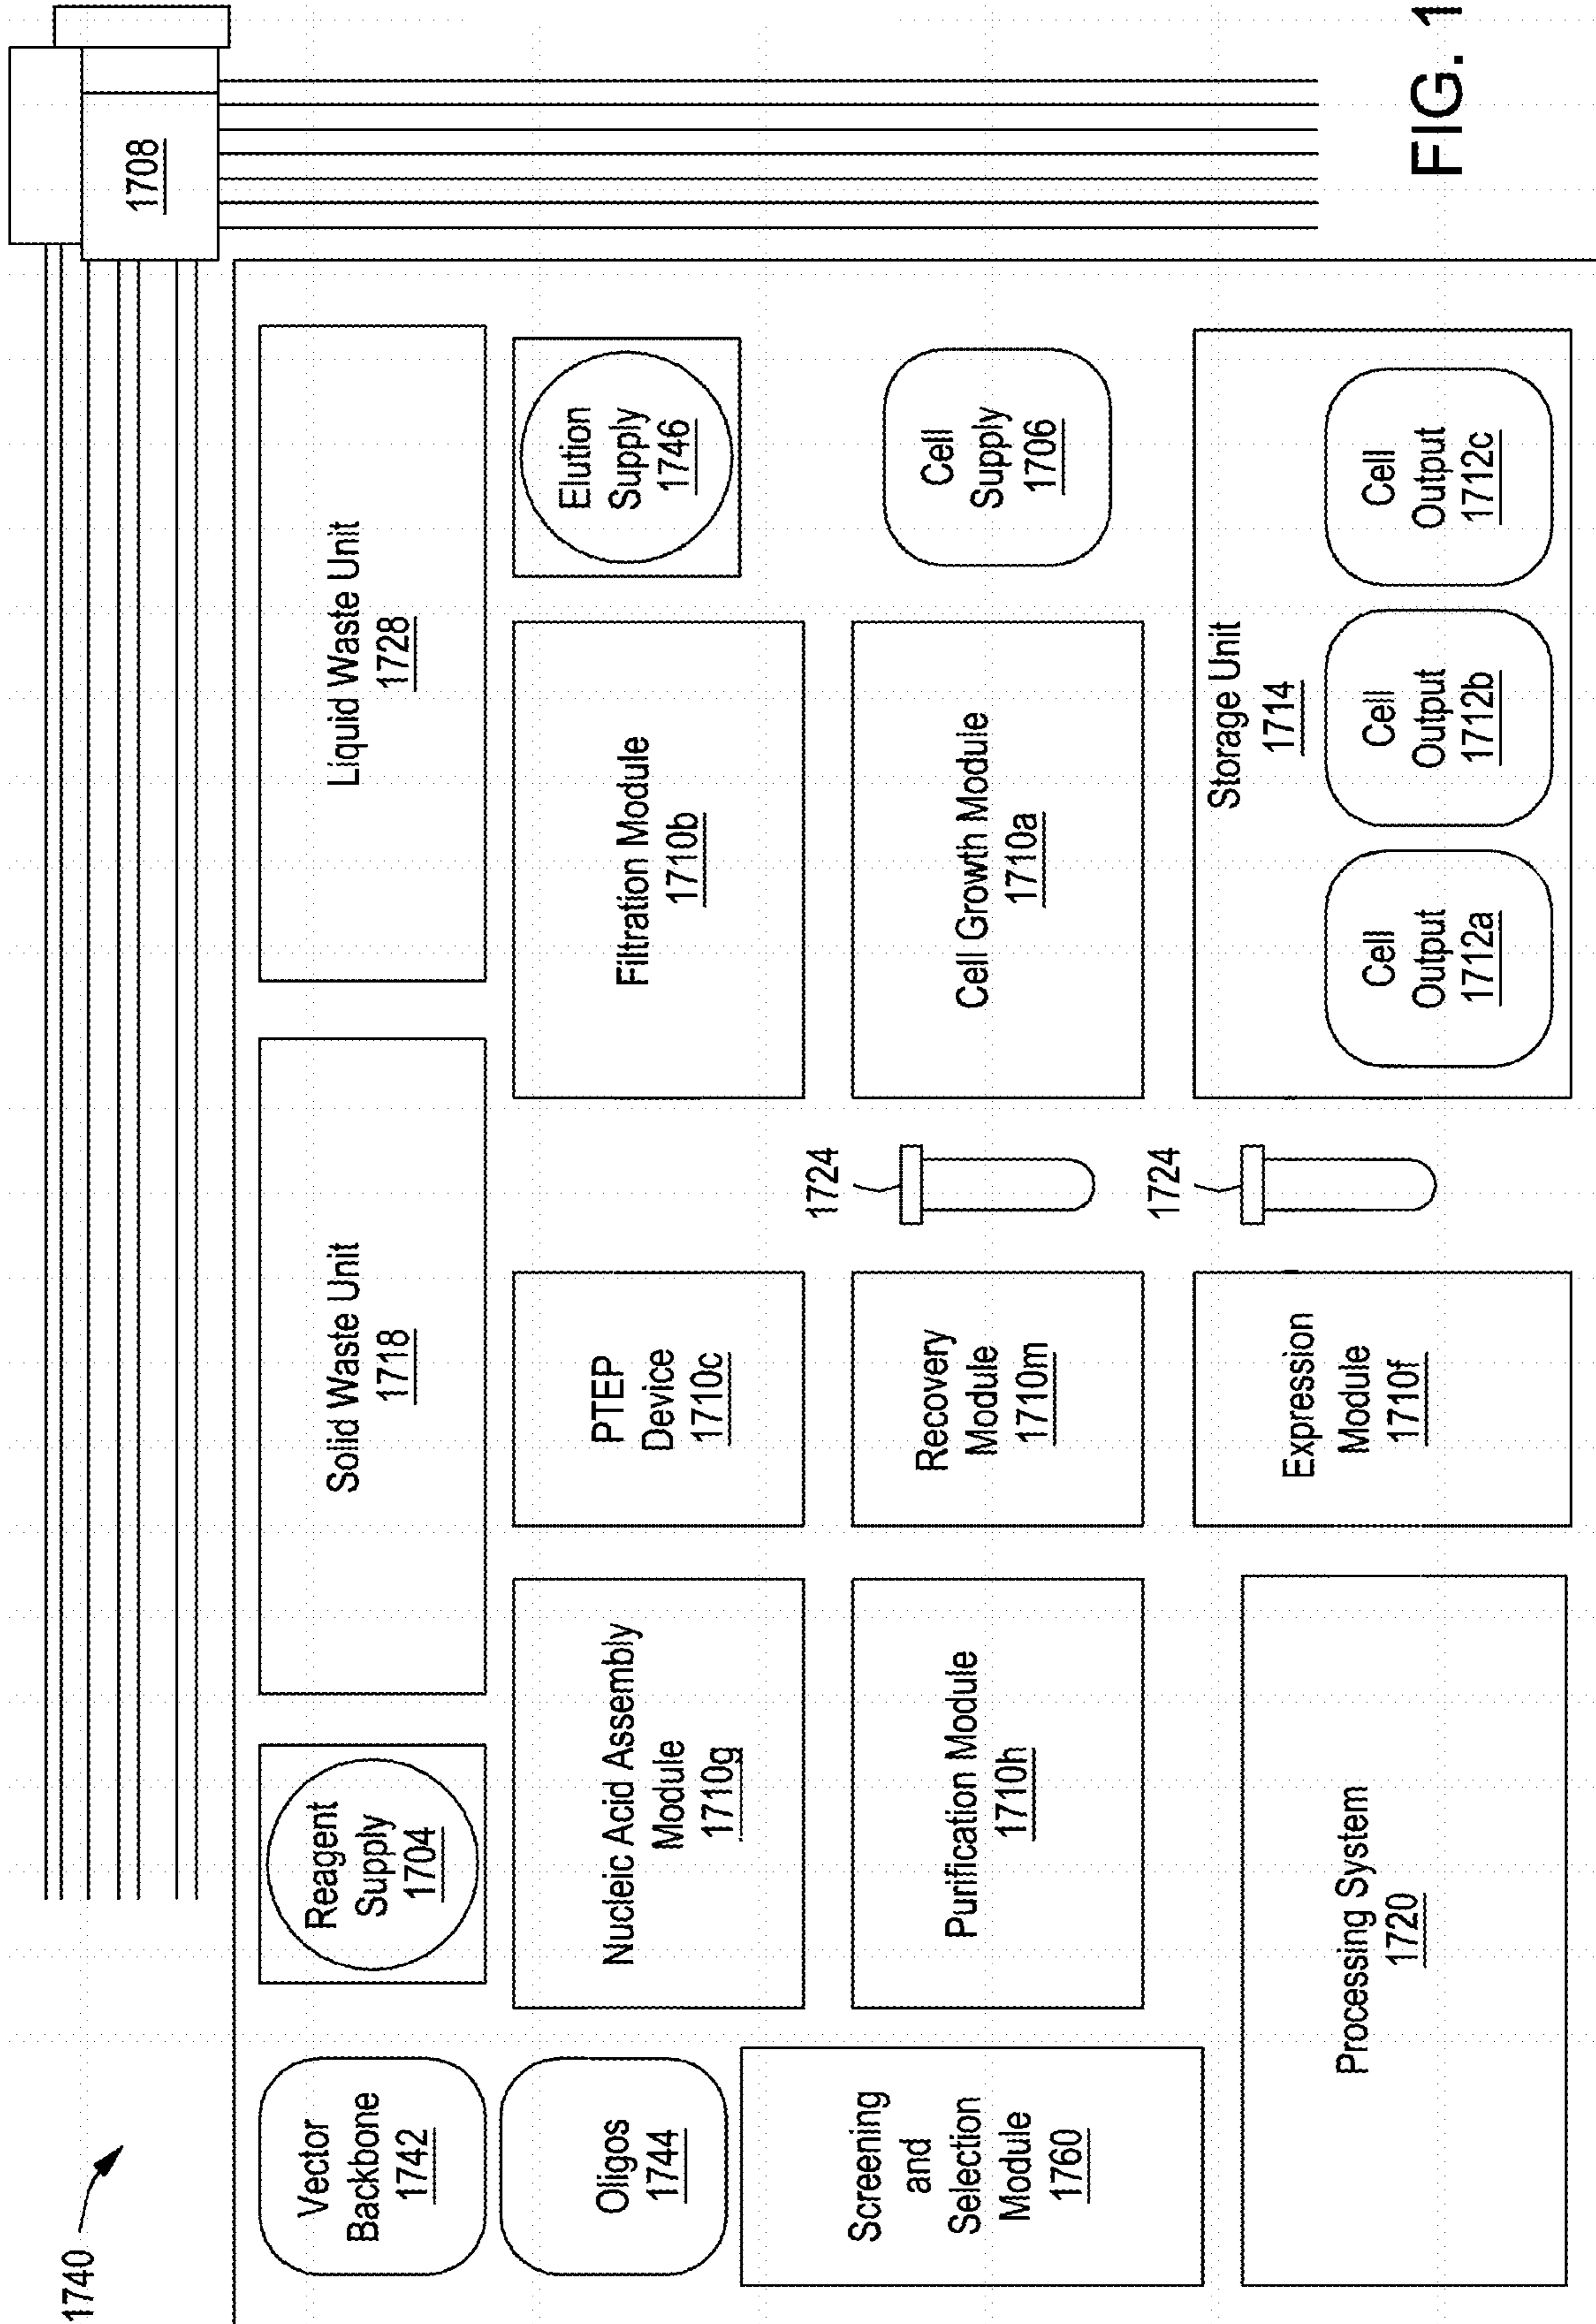 1740
1708
Vector
Backbone
1742
Reagent
Supply
1704
Solid Waste Unit
1718
Liquid Waste Unit
1728
Oligos
1744
Nucleic Acid Assembly
Module
1710g
PTEP
Device
1710c
Filtration Module
1710b
Elution
Supply
1746
Screening
and
Selection
Module
1760
Purification Module
1710h
Recovery
Module
1710m
1724
Cell Growth Module
1710a
Cell
Supply
1706
Processing System
1720
Expression
Module
1710f
1724
Storage Unit
1714
Cell
Output
1712a
Cell
Output
1712b
Cell
Output
1712c
FIG. 1